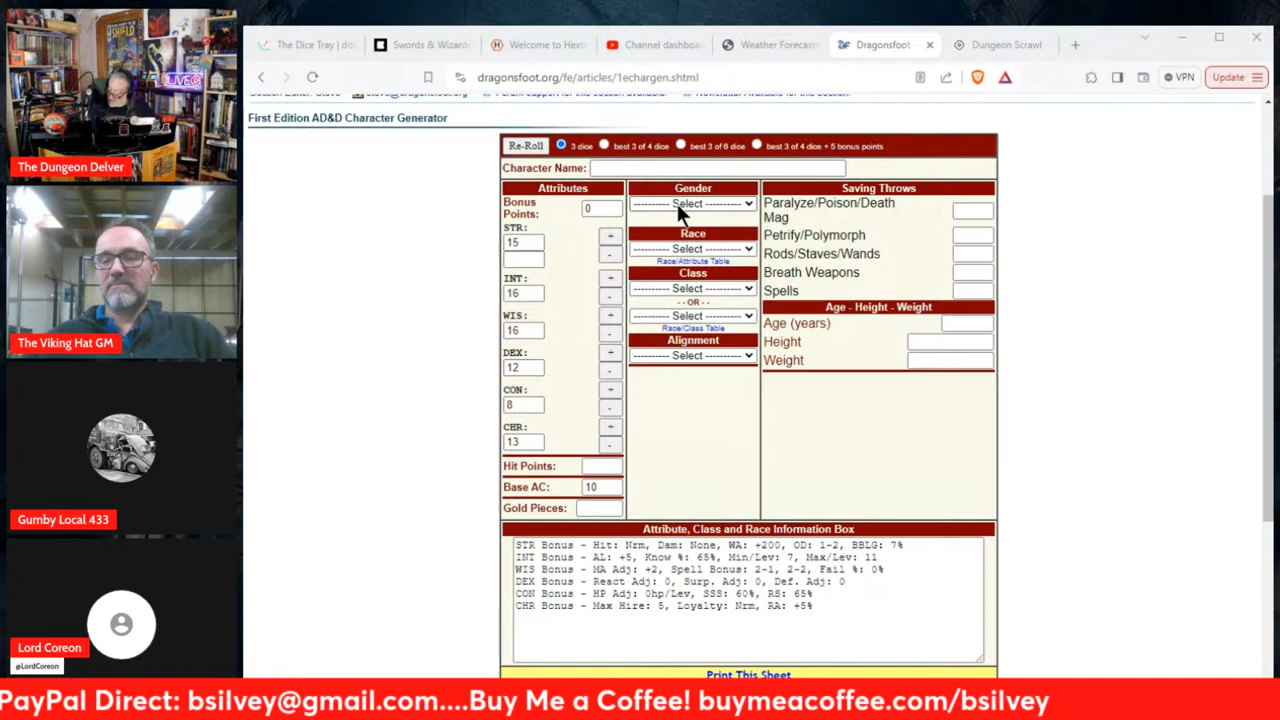 SHIELD
LIVE
The Dungeon Delver
The Viking Hat GM
Gumby Local 433
Lord Coreon
@LordCoreon
The Dice Tray | ddi
Swords & Wizard
Welcome to Hext
Channel dashboa
Weather Forecast
Dragonsfoot
Dungeon Scrawl
dragonsfoot.org/fe/articles/1echargen.shtml
VPN
Update
First Edition AD&D Character Generator
Re-Roll 3 dice best 3 of 4 dice best 3 of 6 dice best 3 of 4 dice + 5 bonus points
Character Name:
Attributes
Bonus Points: 0
STR:
15
+
-
INT:
16
+
-
WIS:
16
+
-
DEX:
12
+
-
CON:
8
+
-
CHR:
13
+
-
Hit Points:
Base AC: 10
Gold Pieces:
Gender
---------- Select ----------
Race
---------- Select ----------
Race/Attribute Table
Class
---------- Select ----------
- - OR - -
---------- Select ----------
Race/Class Table
Alignment
---------- Select ----------
Saving Throws
Paralyze/Poison/Death
Mag
Petrify/Polymorph
Rods/Staves/Wands
Breath Weapons
Spells
Age - Height - Weight
Age (years)
Height
Weight
Attribute, Class and Race Information Box
STR Bonus - Hit: Nrm, Dam: None, WA: +200, OD: 1-2, BBLG: 7%
INT Bonus - AL: +5, Know %: 65%, Min/Lev: 7, Max/Lev: 11
WIS Bonus - MA Adj: +2, Spell Bonus: 2-1, 2-2, Fail %: 0%
DEX Bonus - React Adj: 0, Surp. Adj: 0, Def. Adj: 0
CON Bonus - HP Adj: 0hp/Lev, SSS: 60%, RS: 65%
CHR Bonus - Max Hire: 5, Loyalty: Nrm, RA: +5%
Print This Sheet
PayPal Direct: bsilvey@gmail.com....Buy Me a Coffee! buymeacoffee.com/bsilvey